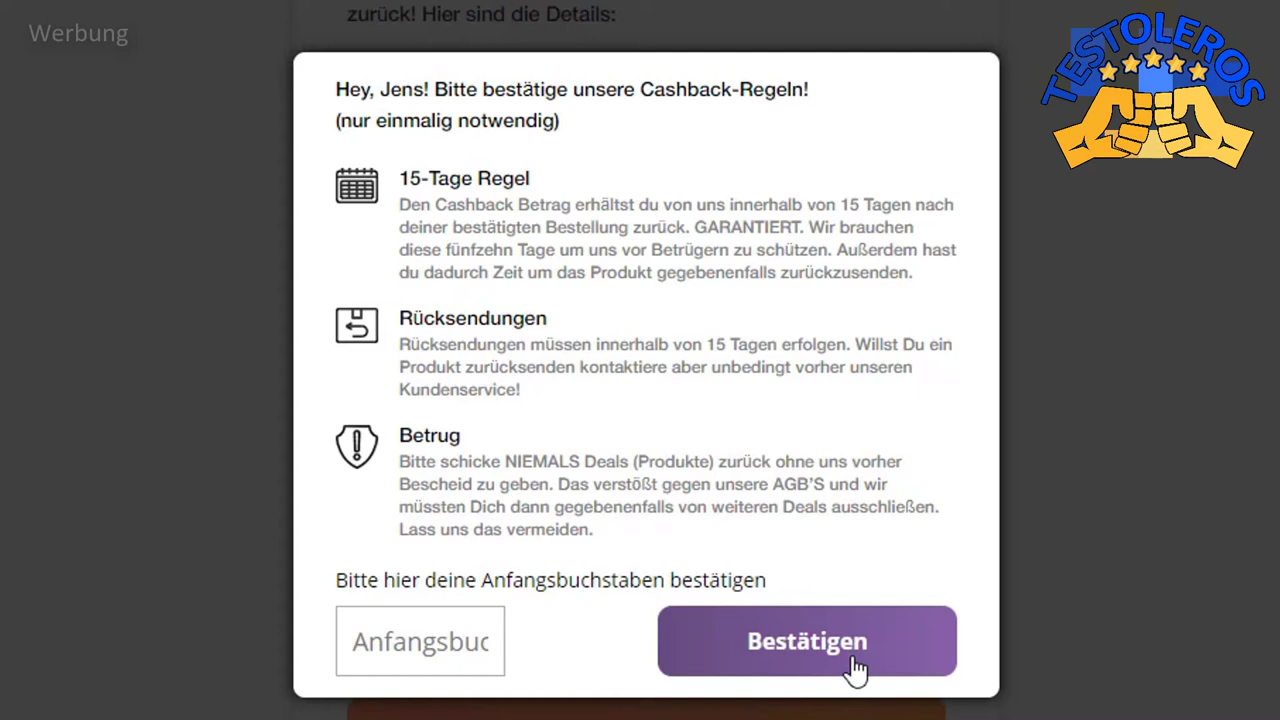 Werbung
zurück! Hier sind die Details:
TESTOLEROS
Hey, Jens! Bitte bestätige unsere Cashback-Regeln!
(nur einmalig notwendig)
15-Tage Regel
Den Cashback Betrag erhältst du von uns innerhalb von 15 Tagen nach
deiner bestätigten Bestellung zurück. GARANTIERT. Wir brauchen
diese fünfzehn Tage um uns vor Betrügern zu schützen. Außerdem hast
du dadurch Zeit um das Produkt gegebenenfalls zurückzusenden.
Rücksendungen
Rücksendungen müssen innerhalb von 15 Tagen erfolgen. Willst Du ein
Produkt zurücksenden kontaktiere aber unbedingt vorher unseren
Kundenservice!
Betrug
Bitte schicke NIEMALS Deals (Produkte) zurück ohne uns vorher
Bescheid zu geben. Das verstößt gegen unsere AGB'S und wir
müssten Dich dann gegebenenfalls von weiteren Deals ausschließen.
Lass uns das vermeiden.
Bitte hier deine Anfangsbuchstaben bestätigen
Anfangsbuc
Bestätigen